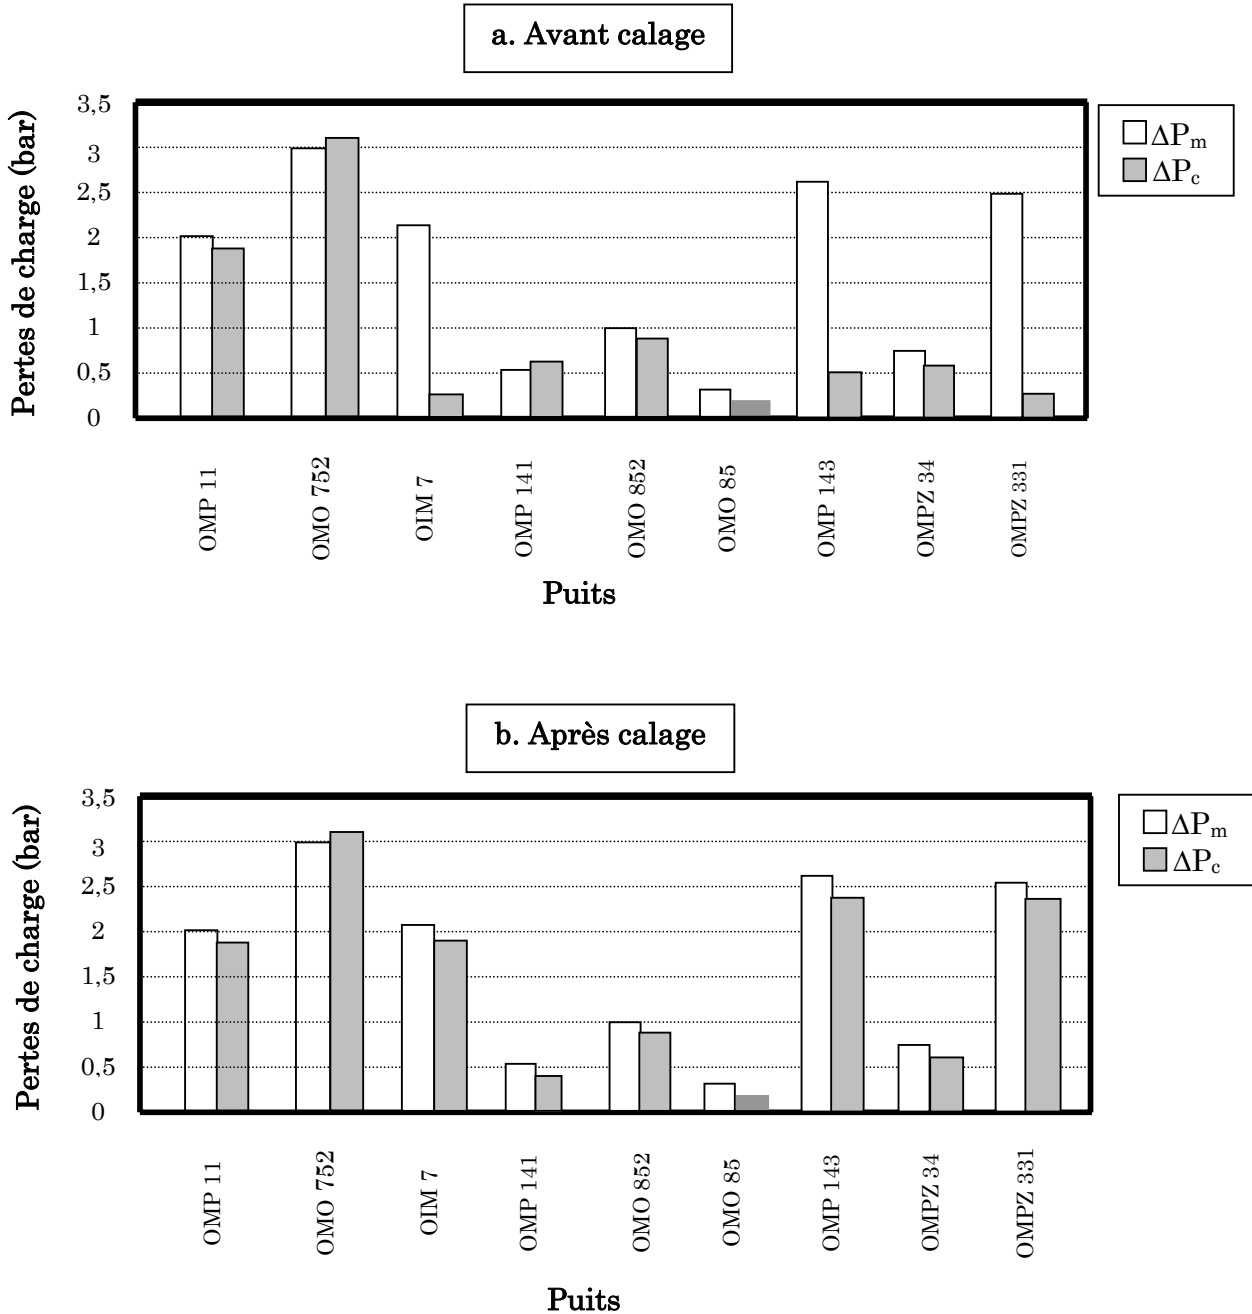 a. Avant calage
Pertes de charge (bar)
3,5
3
2,5
2
1,5
1
0,5
0
ΔPm
ΔPc
OMP 11
OMO 752
OIM 7
OMP 141
OMO 852
OMO 85
OMP 143
OMPZ 34
OMPZ 331
Puits
b. Après calage
Pertes de charge (bar)
3,5
3
2,5
2
1,5
1
0,5
0
ΔPm
ΔPc
OMP 11
OMO 752
OIM 7
OMP 141
OMO 852
OMO 85
OMP 143
OMPZ 34
OMPZ 331
Puits